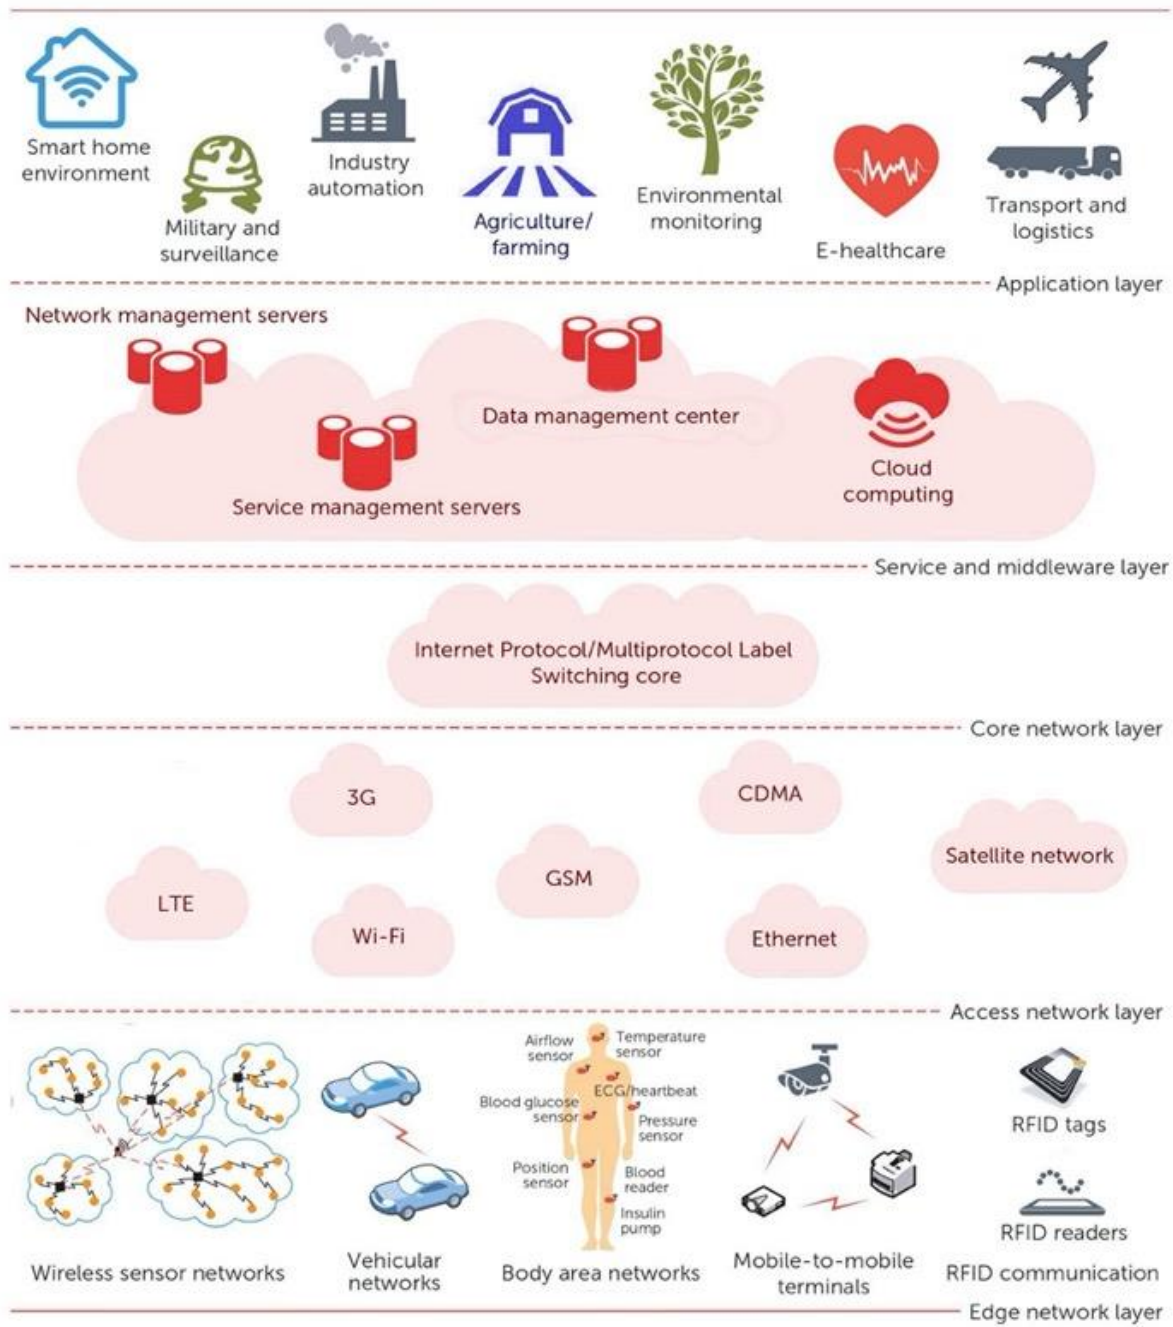 Smart home
environment
Military and
surveillance
Industry
automation
Agriculture/
farming
Environmental
monitoring
E-healthcare
Transport and
logistics
Application layer
Network management servers
Service management servers
Data management center
Cloud
computing
Service and middleware layer
Internet Protocol/Multiprotocol Label
Switching core
Core network layer
3G
CDMA
Satellite network
LTE
GSM
Wi-Fi
Ethernet
Access network layer
Airflow
sensor
Temperature
sensor
ECG/heartbeat
Blood glucose
sensor
Pressure
sensor
Position
sensor
Blood
reader
Insulin
pump
RFID tags
RFID readers
Wireless sensor networks
Vehicular
networks
Body area networks
Mobile-to-mobile
terminals
RFID communication
Edge network layer